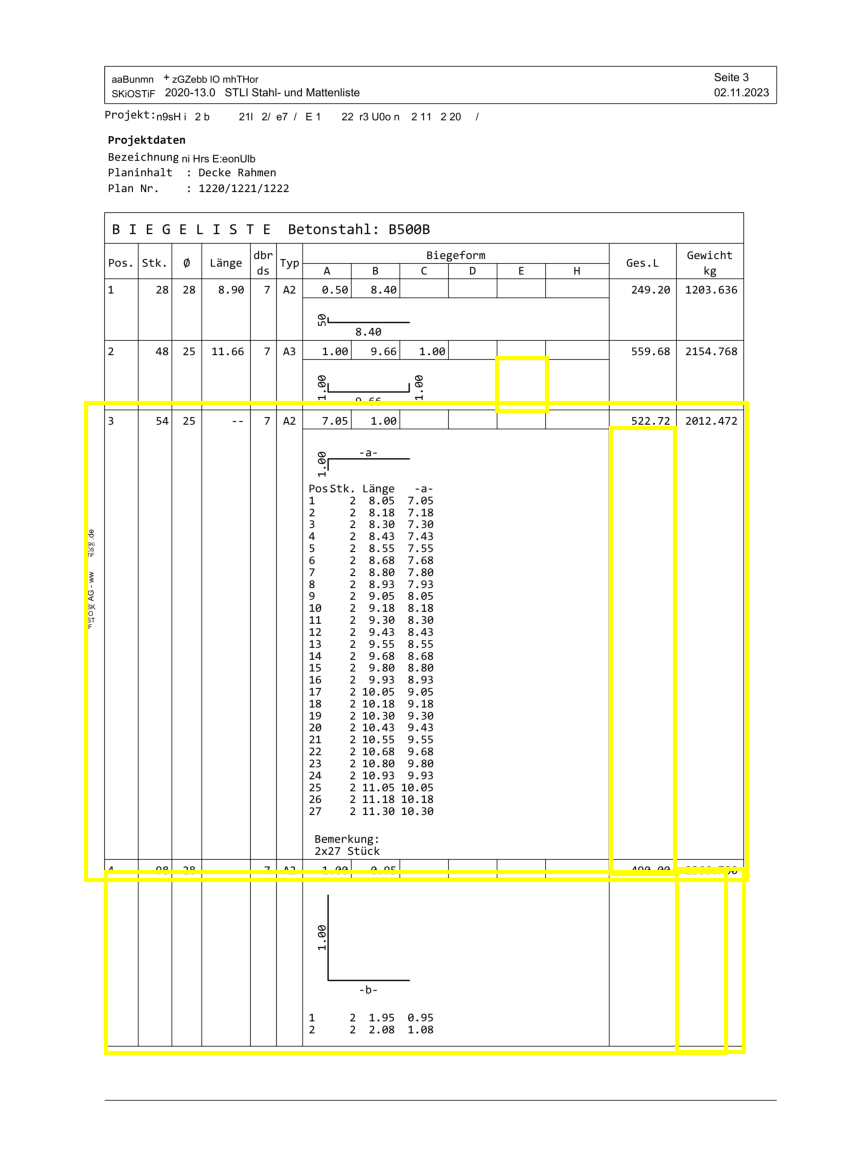 aaBunmn + zGZebb lO mhTHor Seite 3
SKiOSTiF 2020-13.0 STLI Stahl- und Mattenliste 02.11.2023
Projekt:n9sH i 2 b 21l 2/ e7 / E 1 22 r3 U0o n 2 11 2 20 /
Projektdaten
Bezeichnung ni Hrs E:eonUlb
Planinhalt : Decke Rahmen
Plan Nr. : 1220/1221/1222
B I E G E L I S T E Betonstahl: B500B
Pos. Stk. Ø Länge dbr ds Typ Biegeform Ges.L Gewicht kg
A B C D E H
1 28 28 8.90 7 A2 0.50 8.40 249.20 1203.636
50
8.40
2 48 25 11.66 7 A3 1.00 9.66 1.00 559.68 2154.768
1.00 1.00
9.66
3 54 25 -- 7 A2 7.05 1.00 522.72 2012.472
1.00 -a-
Pos Stk. Länge -a-
1 2 8.05 7.05
2 2 8.18 7.18
3 2 8.30 7.30
4 2 8.43 7.43
5 2 8.55 7.55
6 2 8.68 7.68
7 2 8.80 7.80
8 2 8.93 7.93
9 2 9.05 8.05
10 2 9.18 8.18
11 2 9.30 8.30
12 2 9.43 8.43
13 2 9.55 8.55
14 2 9.68 8.68
15 2 9.80 8.80
16 2 9.93 8.93
17 2 10.05 9.05
18 2 10.18 9.18
19 2 10.30 9.30
20 2 10.43 9.43
21 2 10.55 9.55
22 2 10.68 9.68
23 2 10.80 9.80
24 2 10.93 9.93
25 2 11.05 10.05
26 2 11.18 10.18
27 2 11.30 10.30
Bemerkung:
2x27 Stück
4 98 28 7 A2 1.00 0.95 490.00
1.00
-b-
1 2 1.95 0.95
2 2 2.08 1.08
AG - ww .de